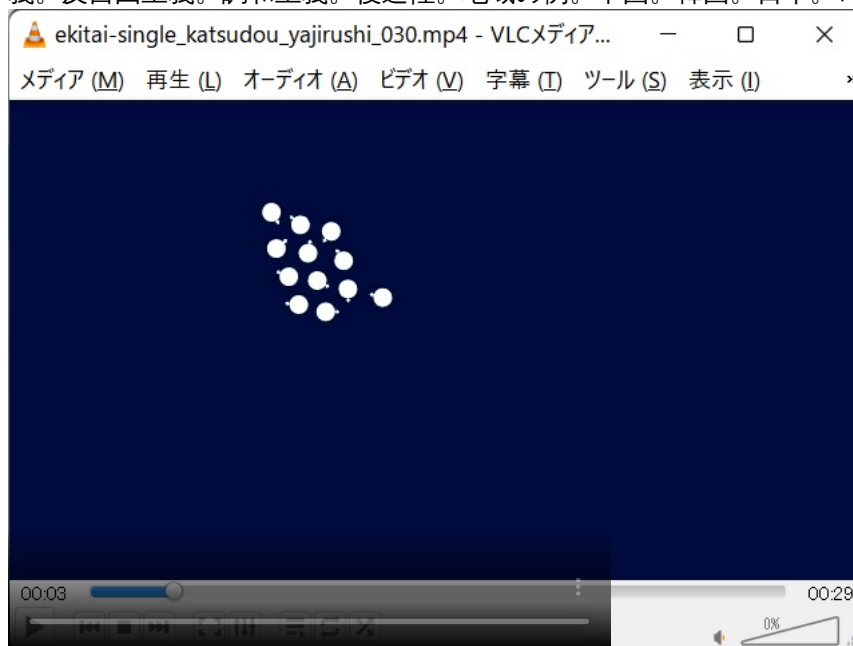 ekitai-single_katsudou_yajirushi_030.mp4 - VLCメディア...
メディア (M) 再生 (L) オーディオ (A) ビデオ (V) 字幕 (T) ツール (S) 表示 (I) »
00:03 00:29
0%